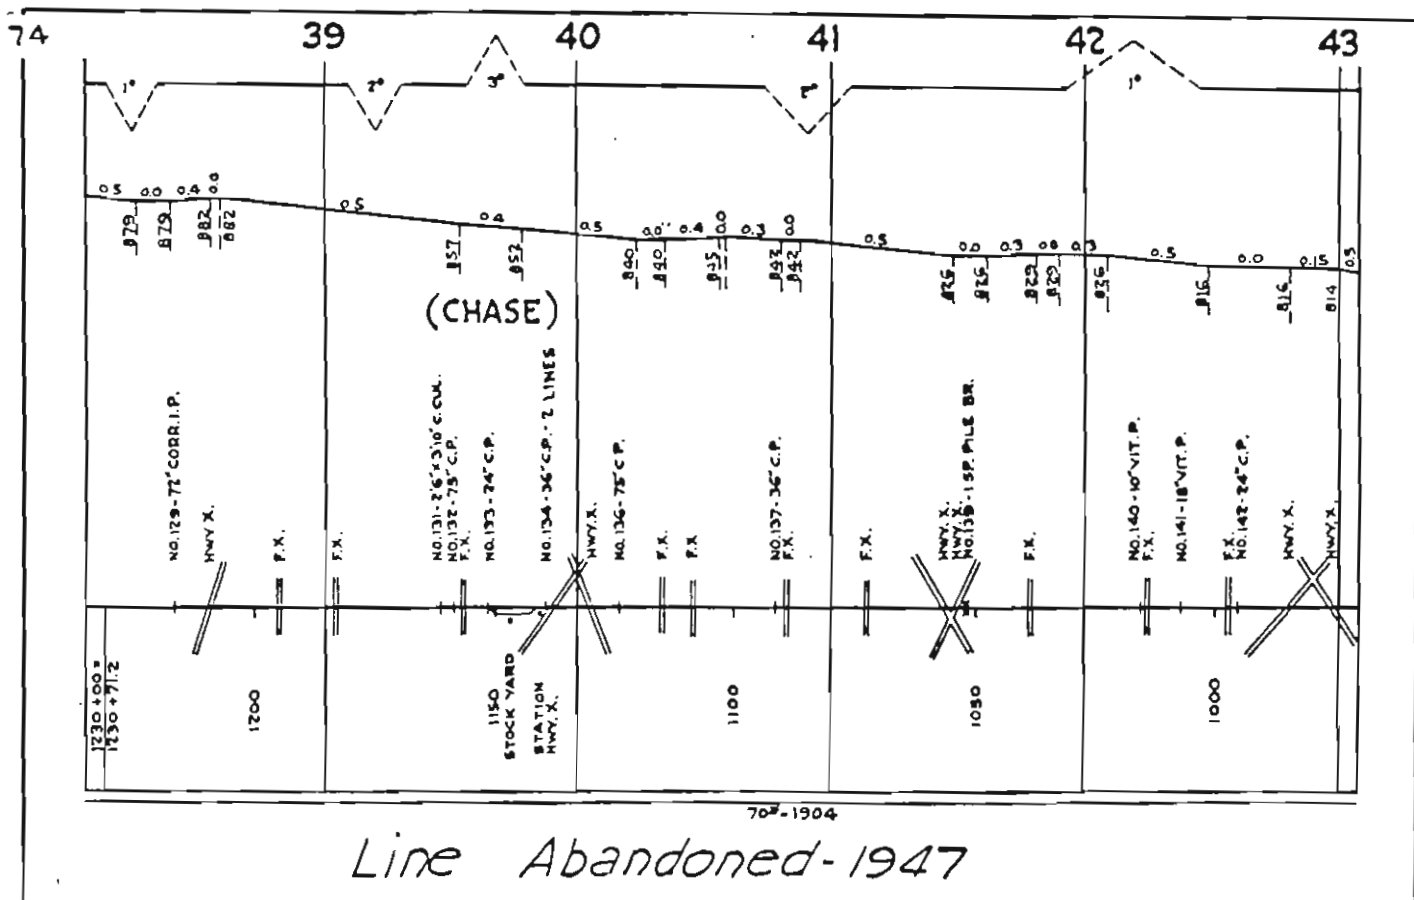 74 39 40 41 42 43
1° 2° 3° 2° 1°
0.5 0.0 0.4 0.0 0.5 0.4 0.5 0.0 0.4 0.0 0.3 0.0 0.5 0.0 0.3 0.0 0.3 0.5 0.0 0.15 0.5
879 879 882 882 857 852 840 840 845 842 842 826 826 829 829 826 816 816 814
(CHASE)
NO.129-72"CORR.I.P.
HWY.X.
F.X.
F.X.
NO.131-2'6"X3'10"C.CUL.
NO.132-75"C.P.
F.X.
NO.133-24"C.P.
NO.134-36"C.P.-2 LINES
HWY.X.
NO.136-75"C.P.
F.X.
F.X.
NO.137-36"C.P.
F.X.
F.X.
HWY.X.
HWY.X.
NO.139-1 SP. PILE BR.
F.X.
NO.140-10"VIT.P.
F.X.
NO.141-18"VIT.P.
F.X.
NO.142-24"C.P.
HWY.X.
HWY.X.
1230+00=
1230+71.2
1200
1150
STOCK YARD
STATION
HWY.X.
1100
1050
1000
70#-1904
Line Abandoned-1947